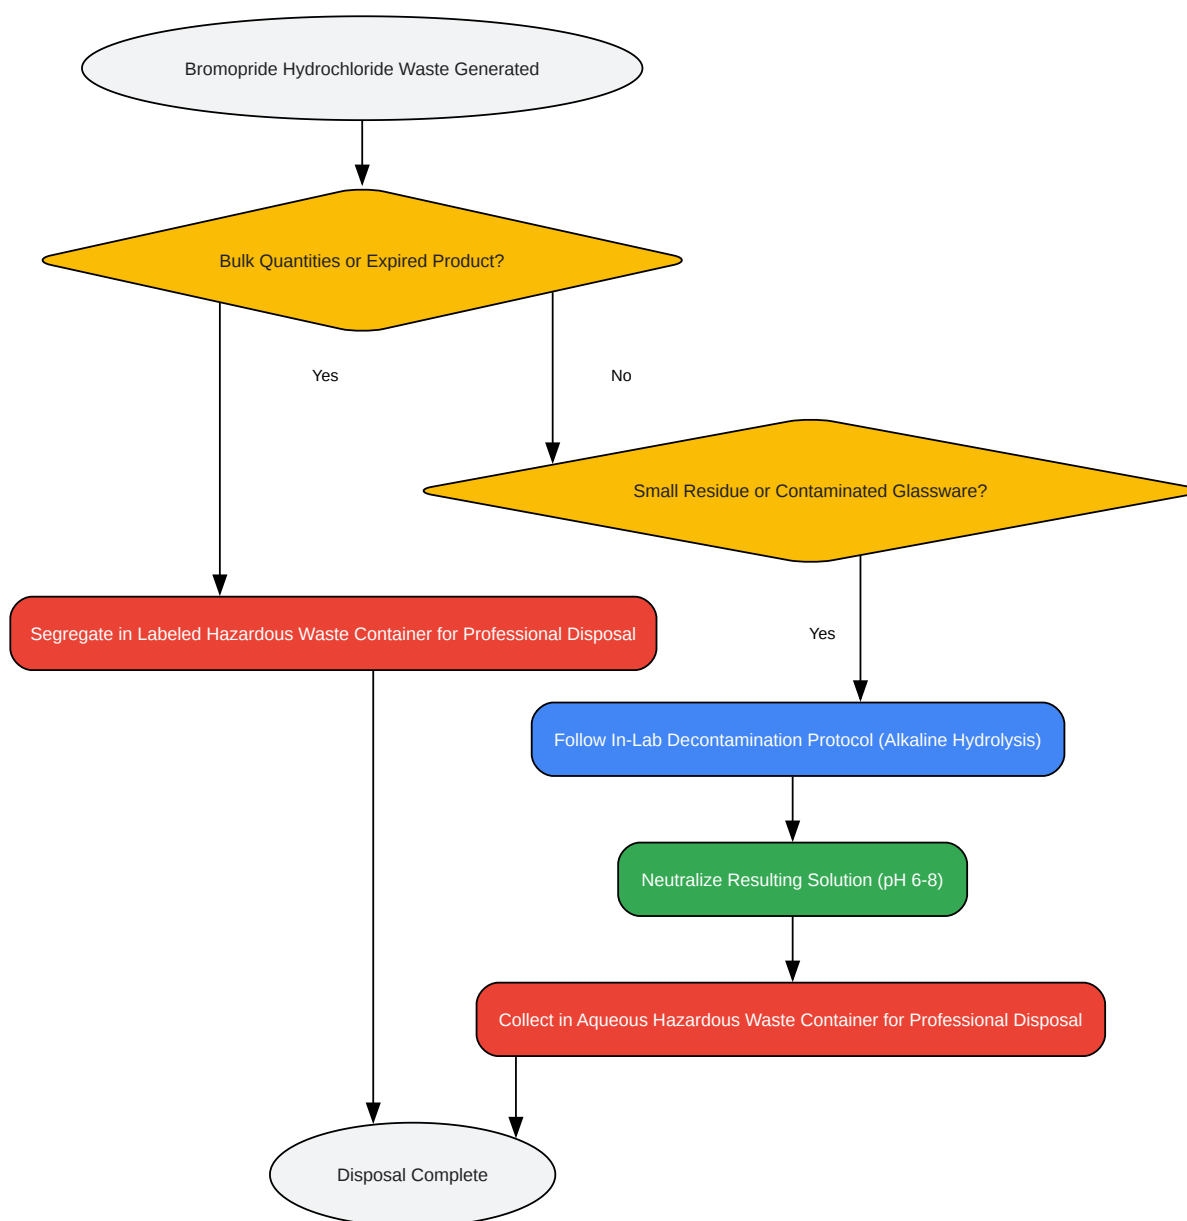 Bromopride Hydrochloride Waste Generated
Bulk Quantities or Expired Product?
Yes
No
Small Residue or Contaminated Glassware?
Segregate in Labeled Hazardous Waste Container for Professional Disposal
Yes
Follow In-Lab Decontamination Protocol (Alkaline Hydrolysis)
Neutralize Resulting Solution (pH 6-8)
Collect in Aqueous Hazardous Waste Container for Professional Disposal
Disposal Complete